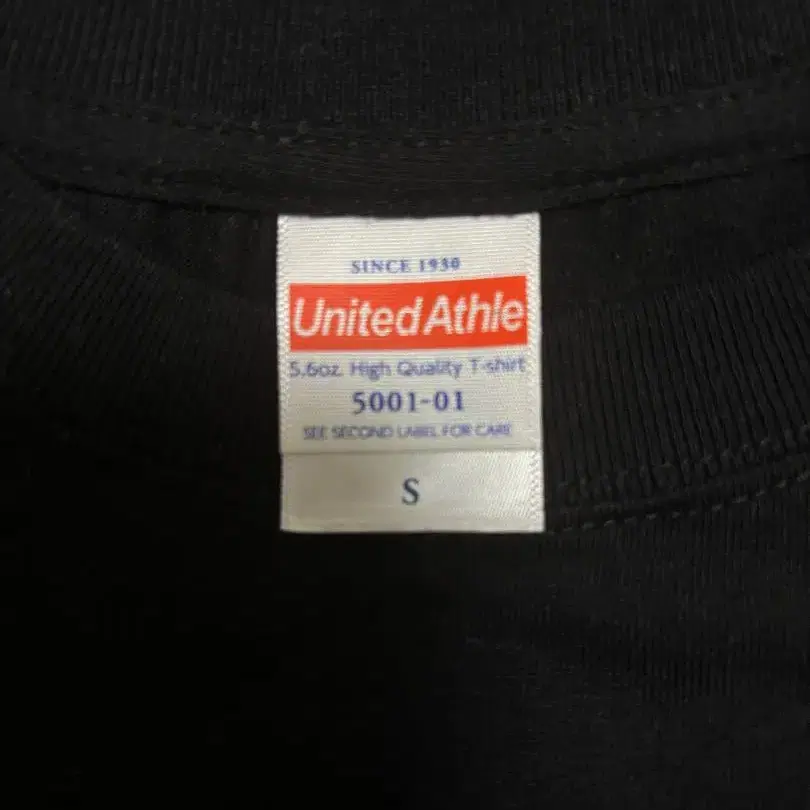 SINCE 1930
United Athle
5.6oz. High Quality T-shirt
5001-01
SEE SECOND LABEL FOR CARE
S